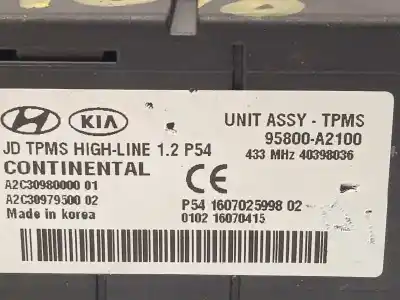 KIA
JD TPMS HIGH-LINE 1.2 P54
CONTINENTAL
A2C30980000 01
A2C30979500 02
Made in korea
UNIT ASSY - TPMS
95800-A2100
433 MHz 40398036
CE
P54 1607025998 02
0102 16070415